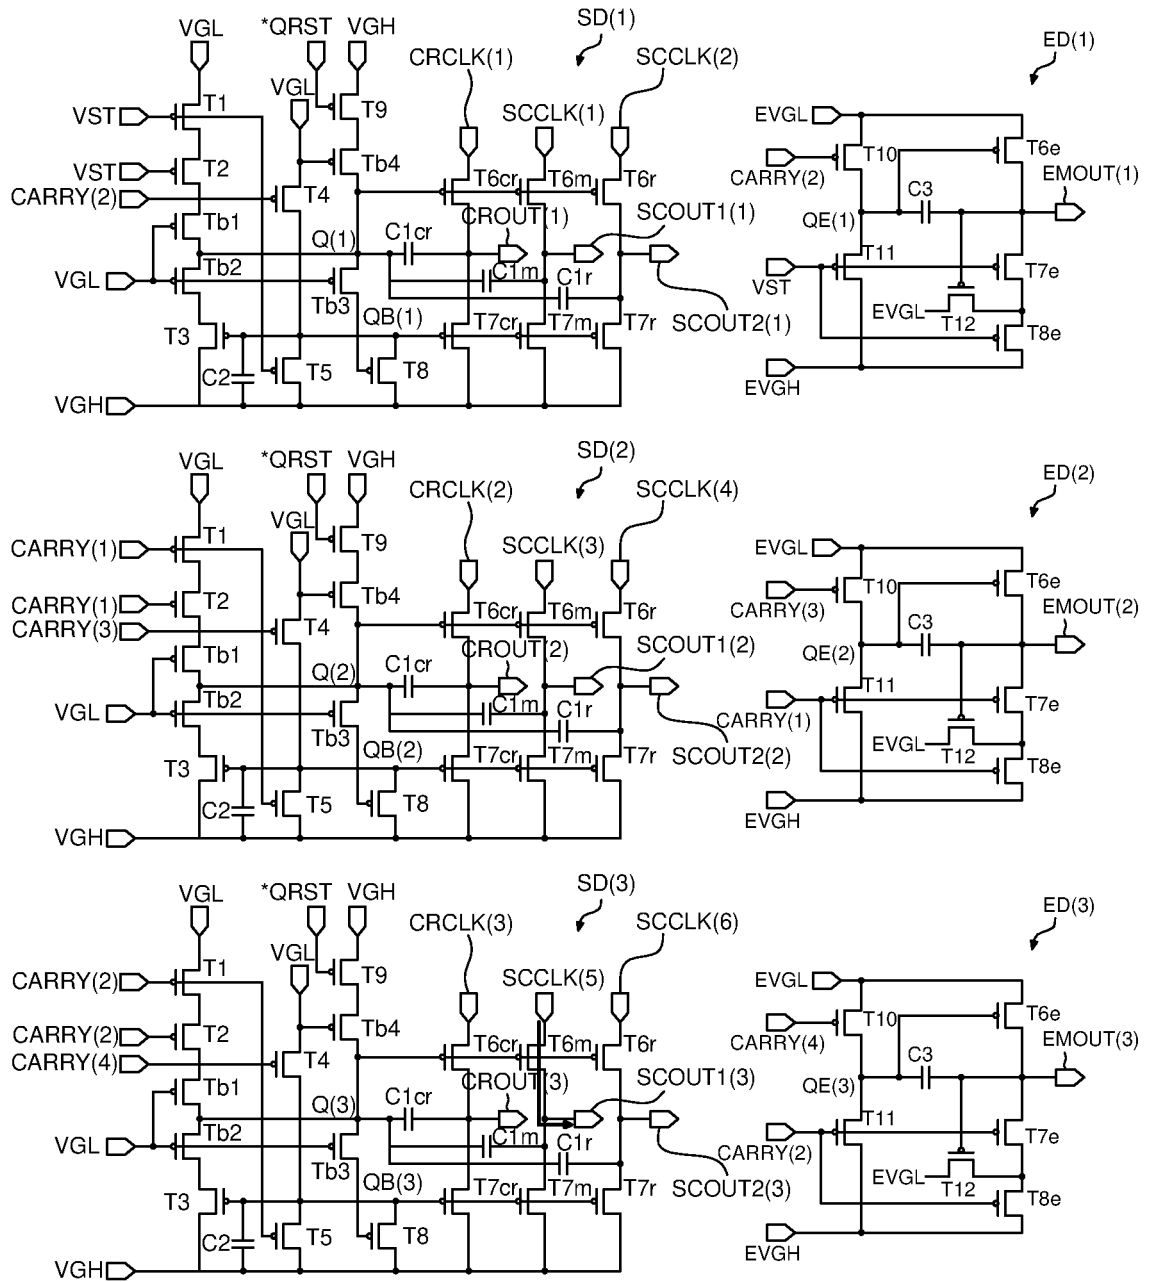 SD(1)
VGL *QRST VGH
CRCLK(1) SCCLK(2)
ED(1)
VGL
T1 T9
VST
SCCLK(1)
EVGL
T2 Tb4
VST
T10 T6e
CARRY(2)
T4 T6cr T6m T6r
CARRY(2) C3 EMOUT(1)
Tb1 CROUT(1) SCOUT1(1)
Q(1) C1cr QE(1)
VGL Tb2 C1m C1r
T11 T7e
Tb3 VST
QB(1) SCOUT2(1)
EVGL T12
T3 T7cr T7m T7r
T8e
C2 T5 T8
VGH
EVGH
SD(2)
VGL *QRST VGH
CRCLK(2) SCCLK(4)
ED(2)
VGL
T1 T9
CARRY(1)
SCCLK(3)
EVGL
T2 Tb4
CARRY(1)
T10 T6e
CARRY(3)
T4 T6cr T6m T6r
CARRY(3) C3 EMOUT(2)
Tb1 CROUT(2) SCOUT1(2)
Q(2) C1cr QE(2)
VGL Tb2 C1m C1r
T11 T7e
Tb3 CARRY(1)
QB(2) SCOUT2(2)
EVGL T12
T3 T7cr T7m T7r
T8e
C2 T5 T8
VGH
EVGH
SD(3)
VGL *QRST VGH
CRCLK(3) SCCLK(6)
ED(3)
VGL
T1 T9
CARRY(2)
SCCLK(5)
EVGL
T2 Tb4
CARRY(2)
T10 T6e
CARRY(4)
T4 T6cr T6m T6r
CARRY(4) C3 EMOUT(3)
Tb1 CROUT(3) SCOUT1(3)
Q(3) C1cr QE(3)
VGL Tb2 C1m C1r
T11 T7e
Tb3 CARRY(2)
QB(3) SCOUT2(3)
EVGL T12
T3 T7cr T7m T7r
T8e
C2 T5 T8
VGH
EVGH